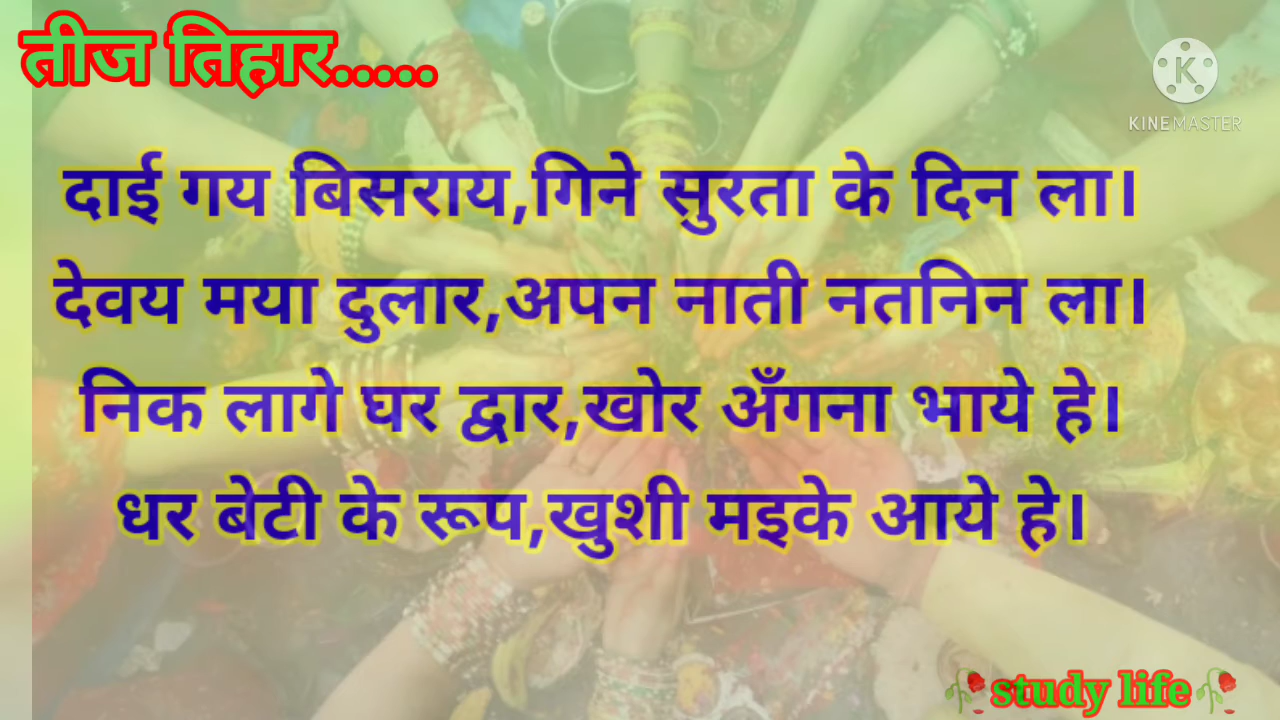 तीज तिहार.....
KINEMASTER
दाई गय बिसराय,गिने सुरता के दिन ला।
देवय मया दुलार,अपन नाती नतनिन ला।
निक लागे घर द्वार,खोर अँगना भाये हे।
धर बेटी के रूप,खुशी मइके आये हे।
🥀study life🥀